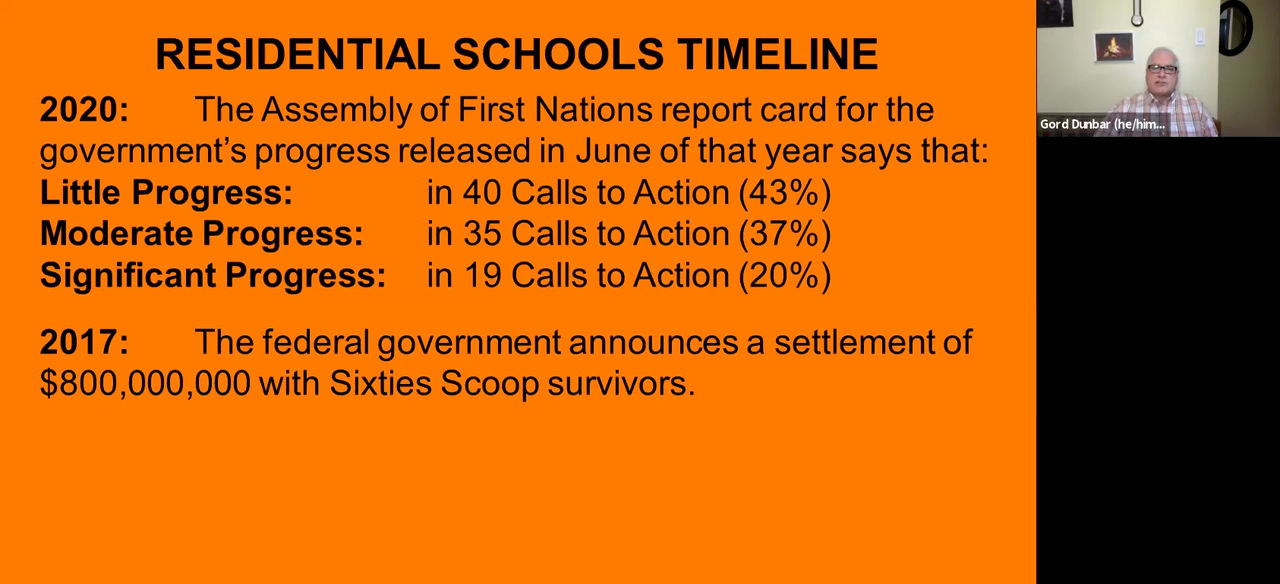 RESIDENTIAL SCHOOLS TIMELINE
2020: The Assembly of First Nations report card for the
government's progress released in June of that year says that:
Little Progress: in 40 Calls to Action (43%)
Moderate Progress: in 35 Calls to Action (37%)
Significant Progress: in 19 Calls to Action (20%)
2017: The federal government announces a settlement of
$800,000,000 with Sixties Scoop survivors.
Gord Dunbar (he/him...